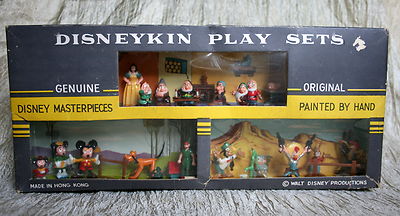 DISNEYKIN PLAY SETS
GENUINE
ORIGINAL
DISNEY MASTERPIECES
PAINTED BY HAND
MADE IN HONG KONG
© WALT DISNEY PRODUCTIONS